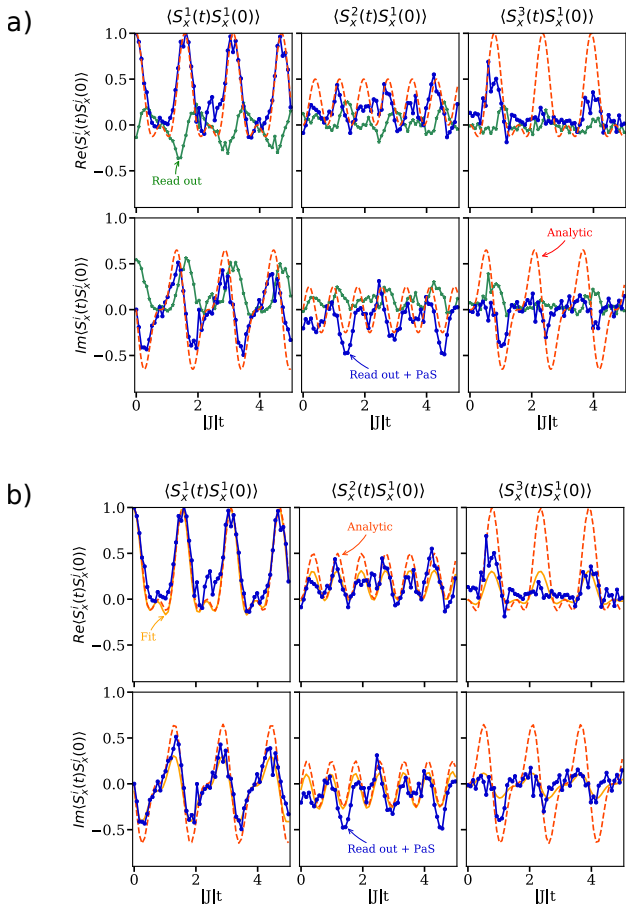 a)
⟨S_x^1(t)S_x^1(0)⟩ ⟨S_x^2(t)S_x^1(0)⟩ ⟨S_x^3(t)S_x^1(0)⟩
Re⟨S_x^i(t)S_x^j(0)⟩
1.0
0.5
0.0
−0.5
Read out
Im⟨S_x^i(t)S_x^j(0)⟩
1.0
0.5
0.0
−0.5
Analytic
Read out + PaS
0 2 4 0 2 4 0 2 4
|J|t |J|t |J|t
b)
⟨S_x^1(t)S_x^1(0)⟩ ⟨S_x^2(t)S_x^1(0)⟩ ⟨S_x^3(t)S_x^1(0)⟩
Re⟨S_x^i(t)S_x^j(0)⟩
1.0
0.5
0.0
−0.5
Analytic
Fit
Im⟨S_x^i(t)S_x^j(0)⟩
1.0
0.5
0.0
−0.5
Read out + PaS
0 2 4 0 2 4 0 2 4
|J|t |J|t |J|t